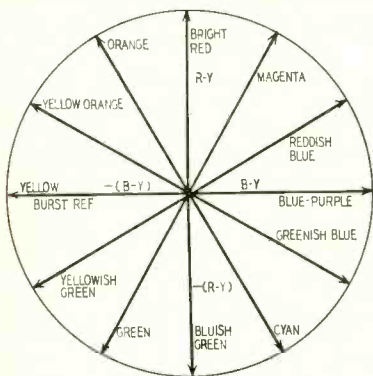 ORANGE
BRIGHT
RED
R-Y
MAGENTA
YELLOW ORANGE
REDDISH
BLUE
YELLOW
-(B-Y)
B-Y
BURST REF
BLUE-PURPLE
GREENISH BLUE
YELLOWISH
GREEN
-(R-Y)
GREEN
BLUISH
GREEN
CYAN